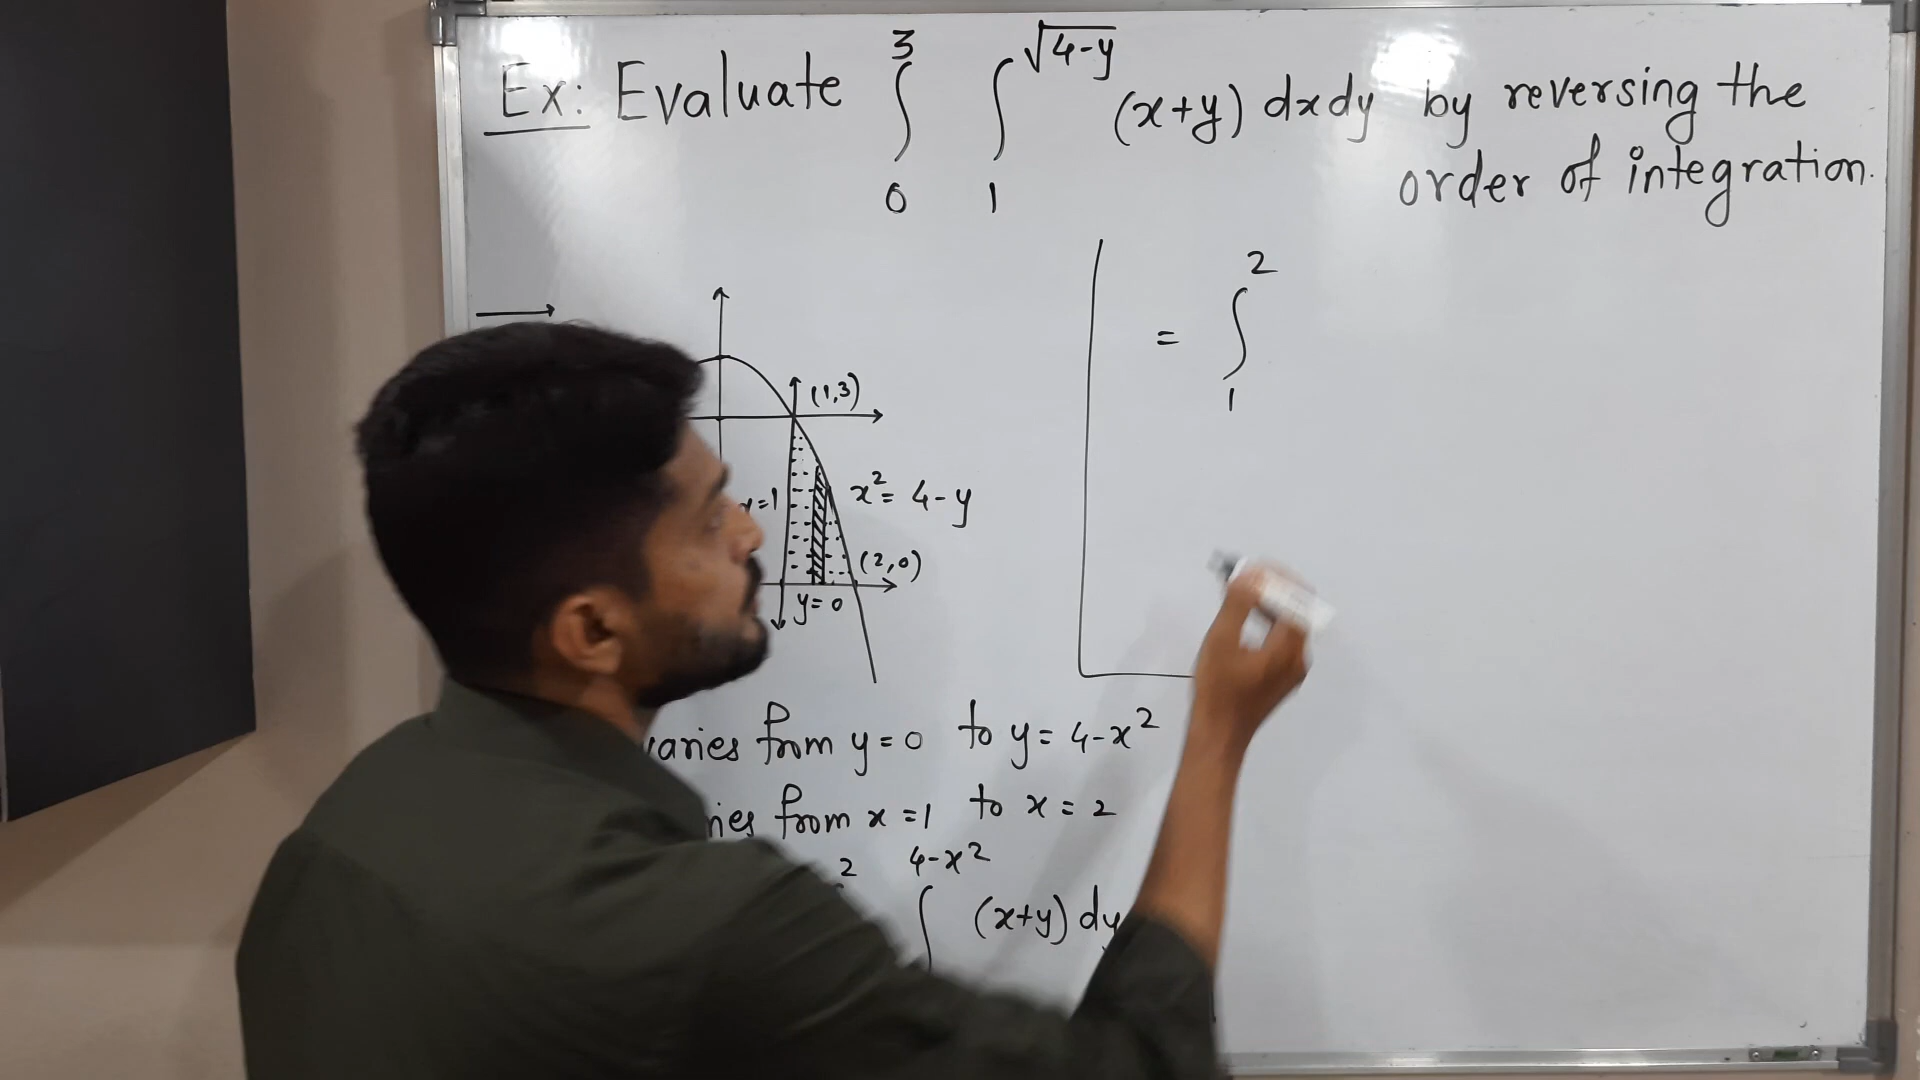 Ex: Evaluate ∫₀³ ∫₁^√(4-y) (x+y) dxdy by reversing the
order of integration.
(1,3)
x=1
x² = 4-y
(2,0)
y=0
varies from y=0 to y= 4-x²
from x=1 to x=2
2 4-x²
∫ (x+y) dy
= ∫₁²